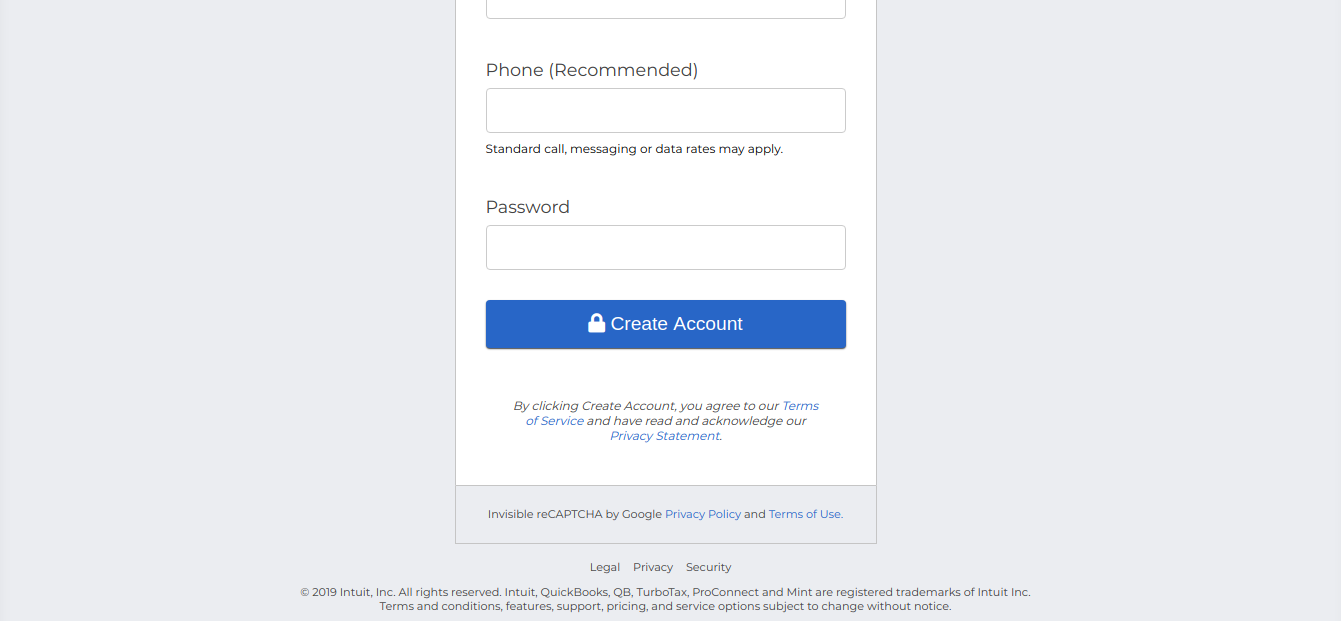 Phone (Recommended)
Standard call, messaging or data rates may apply.
Password
Create Account
By clicking Create Account, you agree to our Terms
of Service and have read and acknowledge our
Privacy Statement.
Invisible reCAPTCHA by Google Privacy Policy and Terms of Use.
Legal Privacy Security
© 2019 Intuit, Inc. All rights reserved. Intuit, QuickBooks, QB, TurboTax, ProConnect and Mint are registered trademarks of Intuit Inc.
Terms and conditions, features, support, pricing, and service options subject to change without notice.